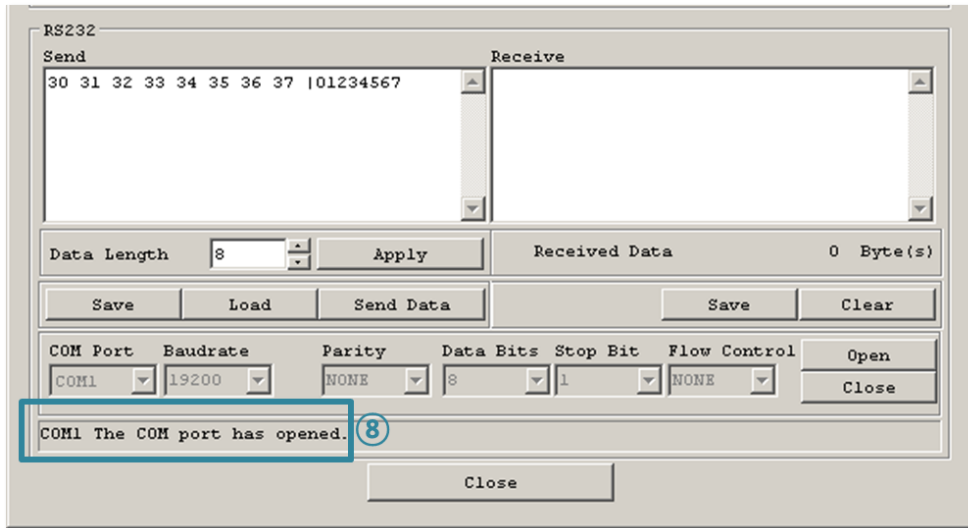 RS232
Send
Receive
30 31 32 33 34 35 36 37 |01234567
Data Length 8 Apply
Received Data 0 Byte(s)
Save Load Send Data
Save Clear
COM Port Baudrate Parity Data Bits Stop Bit Flow Control Open
COM1 19200 NONE 8 1 NONE Close
COM1 The COM port has opened. ⑧
Close